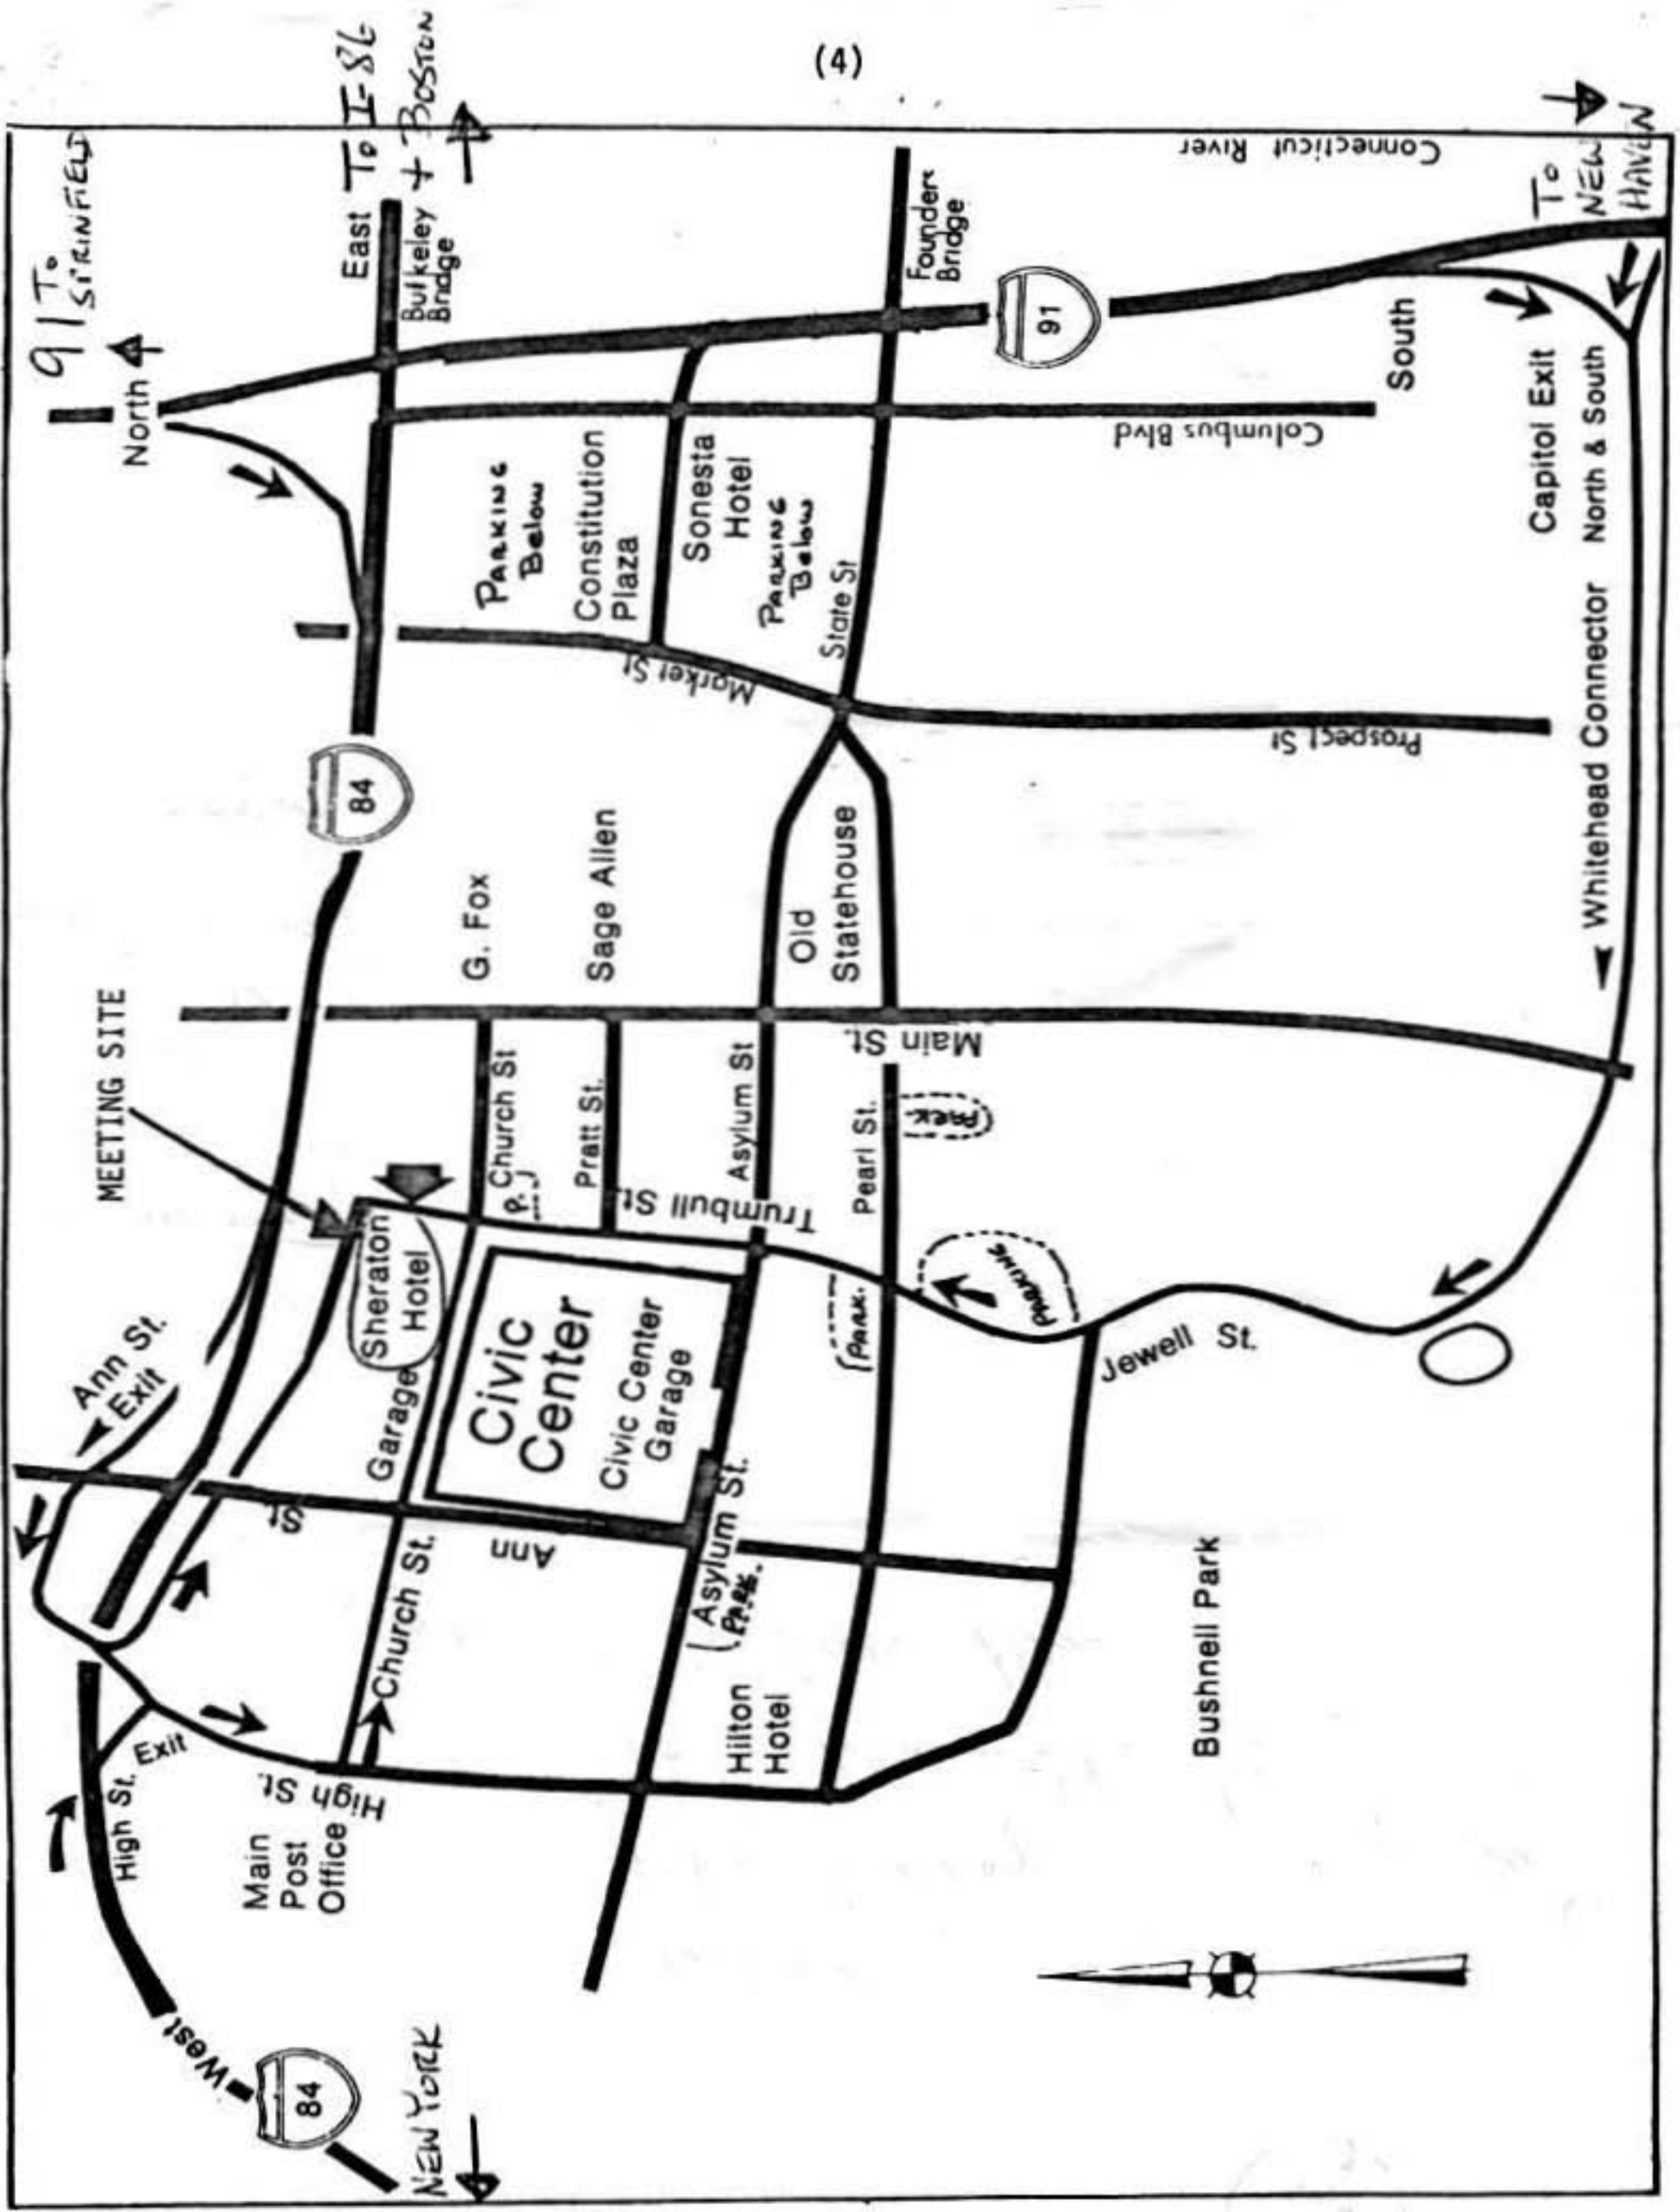 (4)
91 To
SPRINFIELD
North
East
To I-86
+ BOSTON
Bulkeley
Bridge
Founders
Bridge
Connecticut River
To
NEW
HAVEN
91
South
Columbus Blvd
Capitol Exit
North & South
Whitehead Connector
PARKING
Below
Constitution
Plaza
Sonesta
Hotel
PARKING
Below
State St
Market St
Prospect St
84
MEETING SITE
G. Fox
Sage Allen
Old
Statehouse
Main St.
Church St
P.
Pratt St.
Asylum St
Pearl St.
PARK
Trumbull St.
Sheraton
Hotel
Garage
Civic
Center
Civic Center
Garage
PARK.
PARKING
Jewell St.
Ann St.
Exit
Ann St
Church St.
Asylum St.
PARK.
Hilton
Hotel
Bushnell Park
High St.
Exit
High St.
Main
Post
Office
West
84
NEW YORK